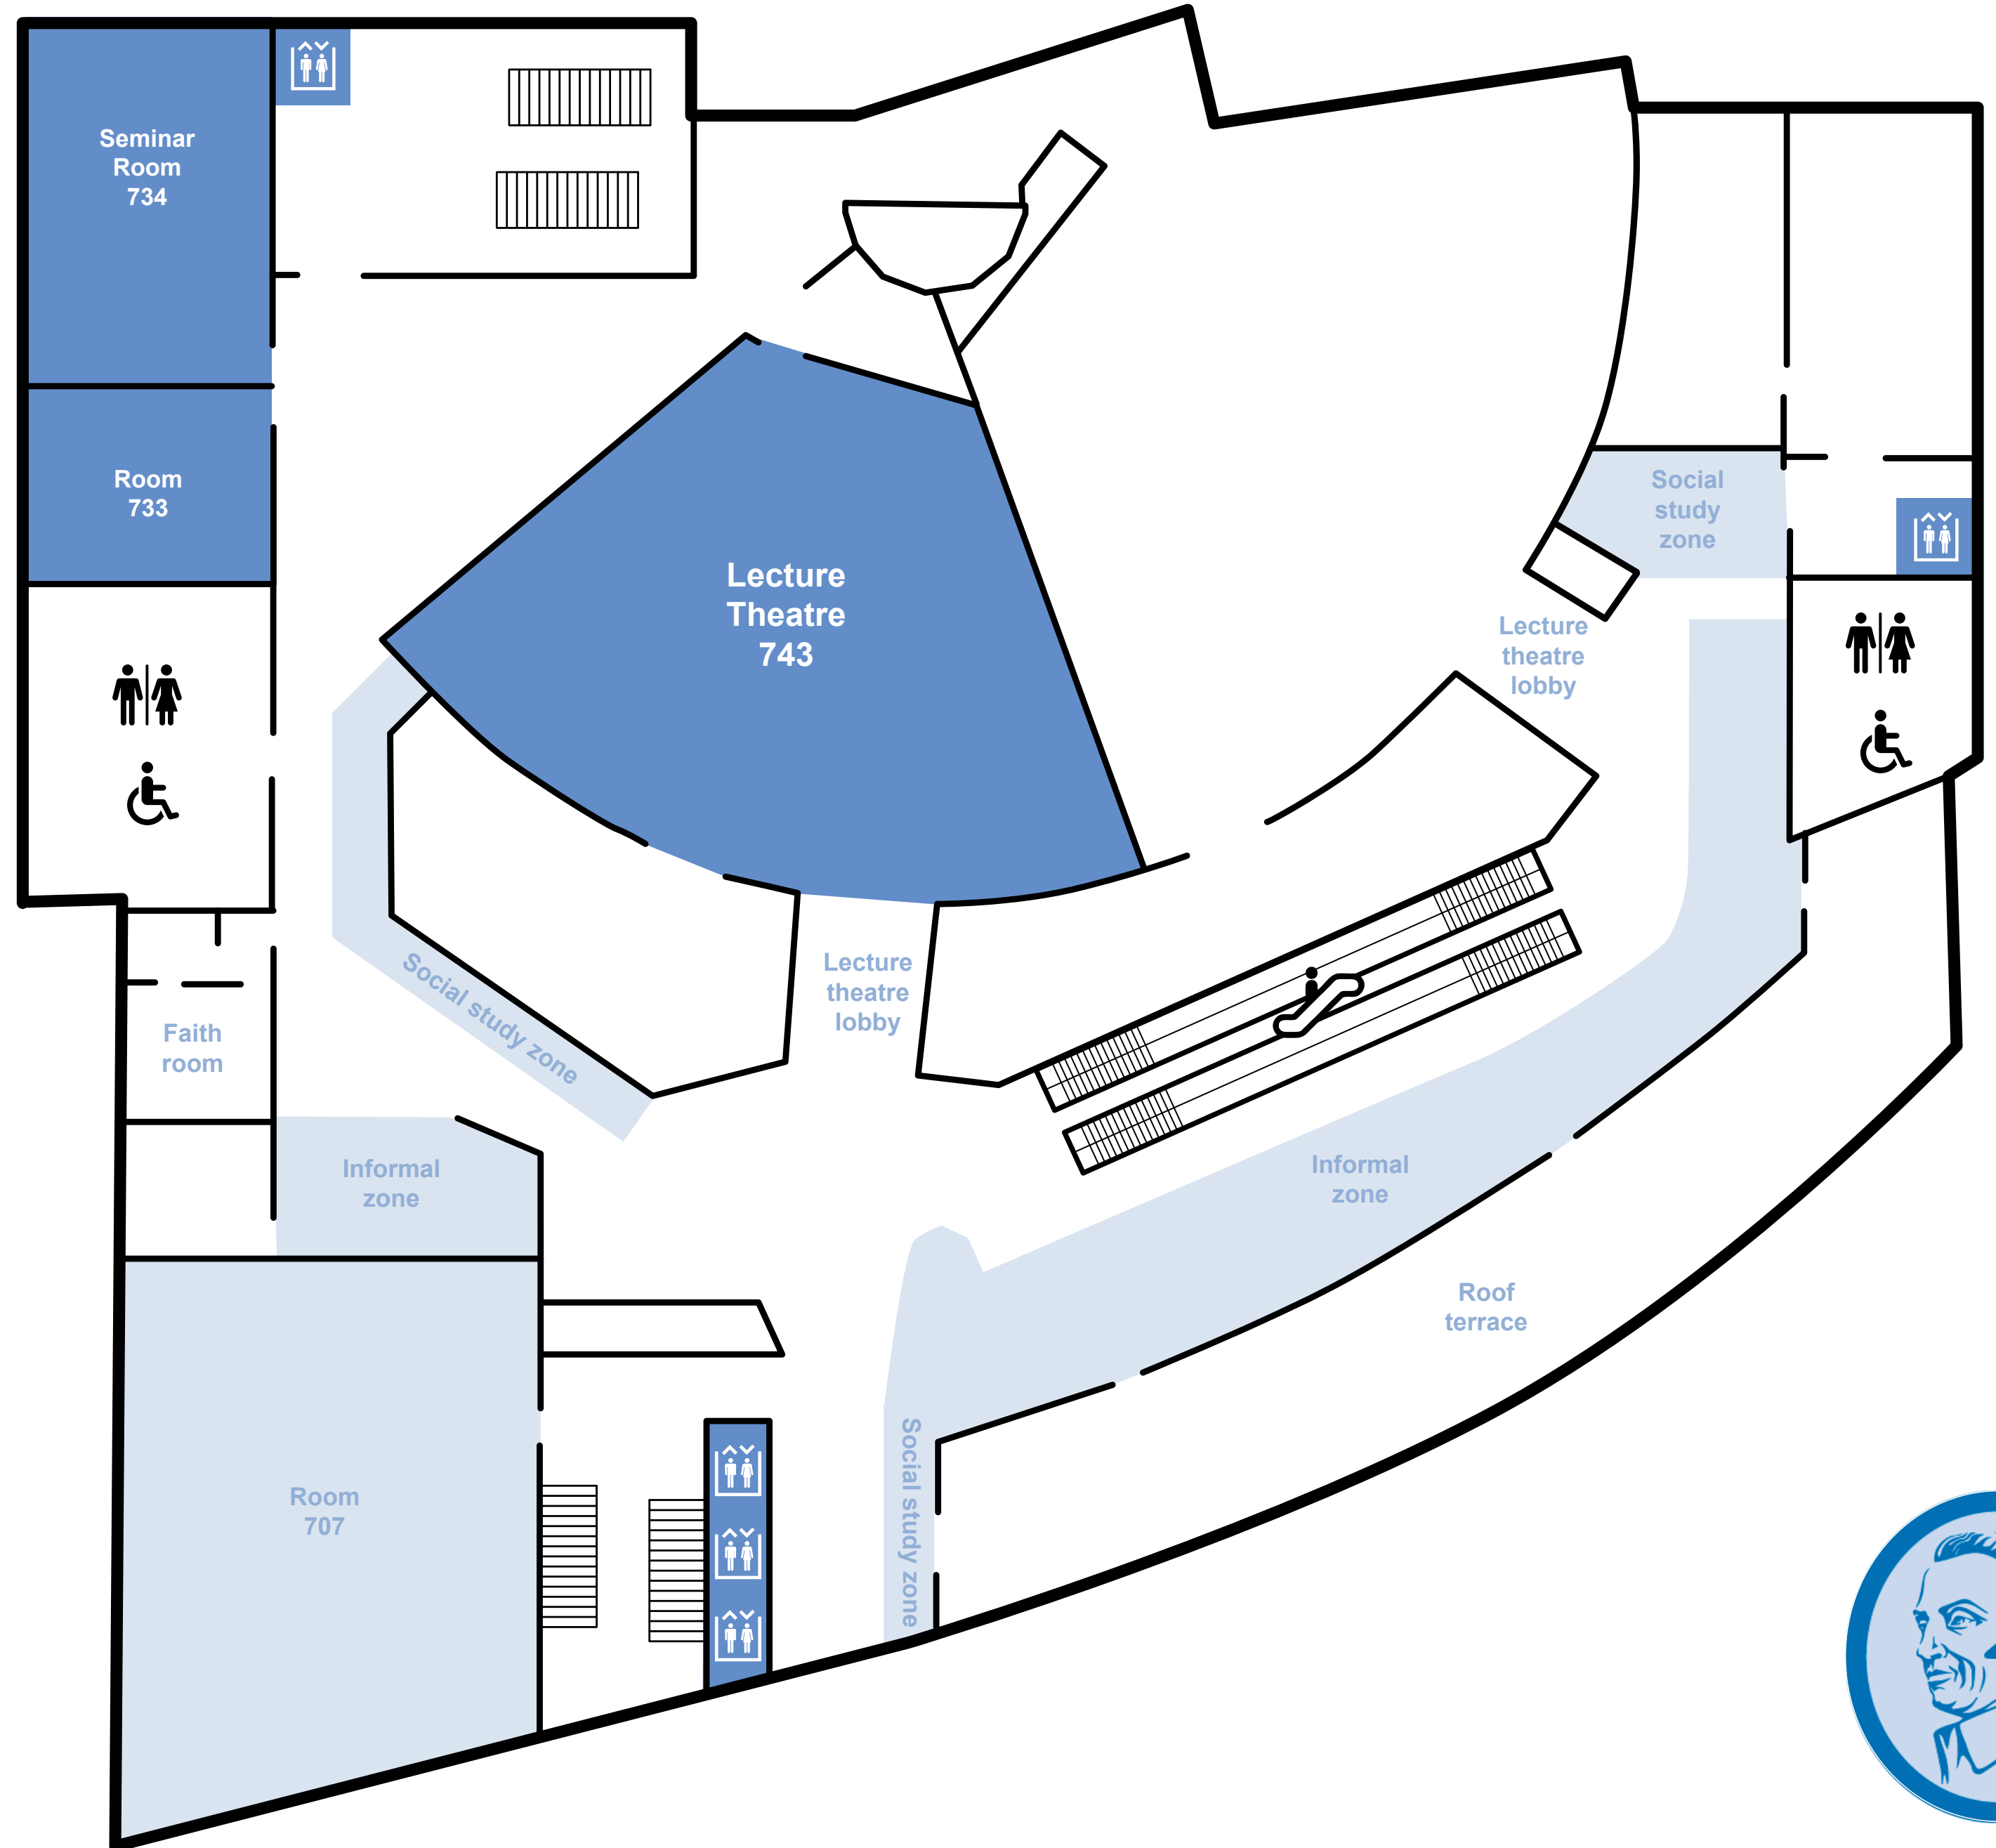 Seminar
Room
734
Room
733
Lecture
Theatre
743
Social
study
zone
Lecture
theatre
lobby
Lecture
theatre
lobby
Social study zone
Faith
room
Informal
zone
Informal
zone
Roof
terrace
Room
707
Social study zone